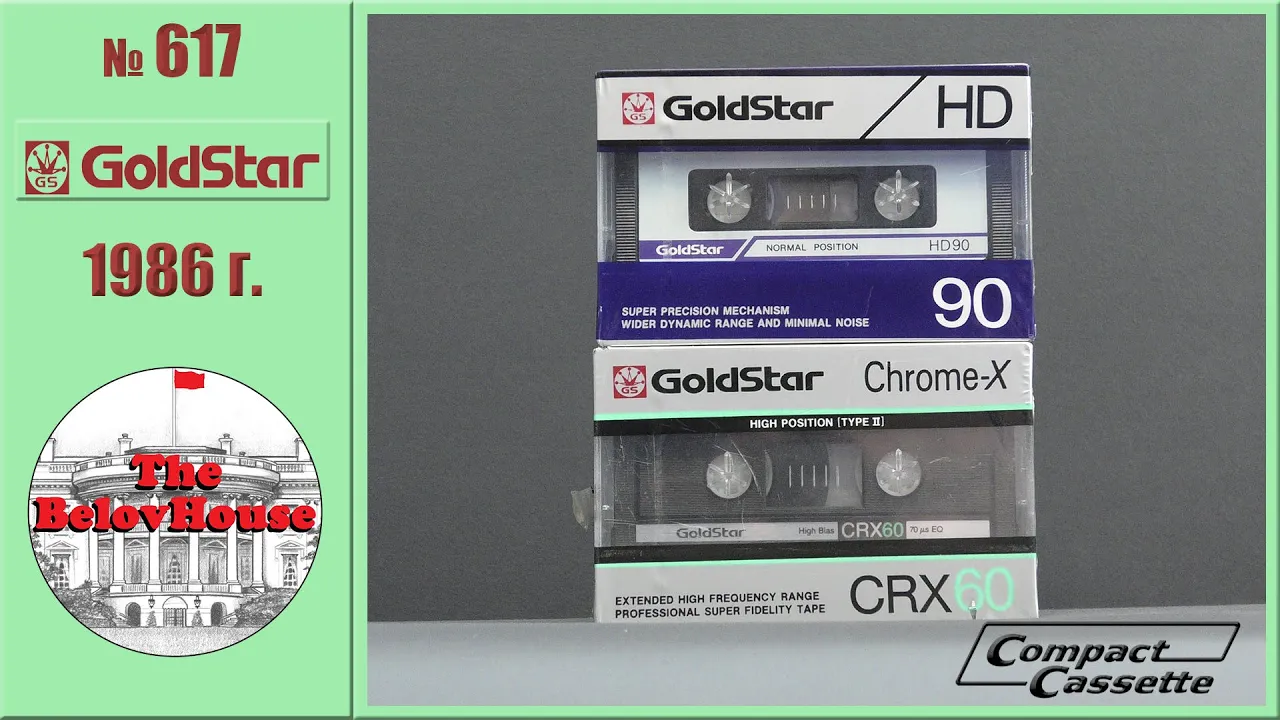 № 617
GS GoldStar
1986 г.
The
BelovHouse
GS GoldStar HD
GoldStar NORMAL POSITION HD90
SUPER PRECISION MECHANISM
WIDER DYNAMIC RANGE AND MINIMAL NOISE
90
GS GoldStar Chrome-X
HIGH POSITION [TYPE II]
GoldStar High Bias CRX60 70 µs EQ
EXTENDED HIGH FREQUENCY RANGE
PROFESSIONAL SUPER FIDELITY TAPE
CRX60
Compact
Cassette